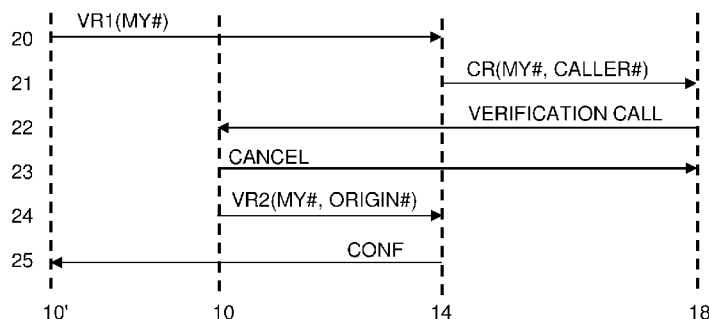 20 VR1(MY#)
21 CR(MY#, CALLER#)
22 VERIFICATION CALL
23 CANCEL
24 VR2(MY#, ORIGIN#)
25 CONF
10' 10 14 18